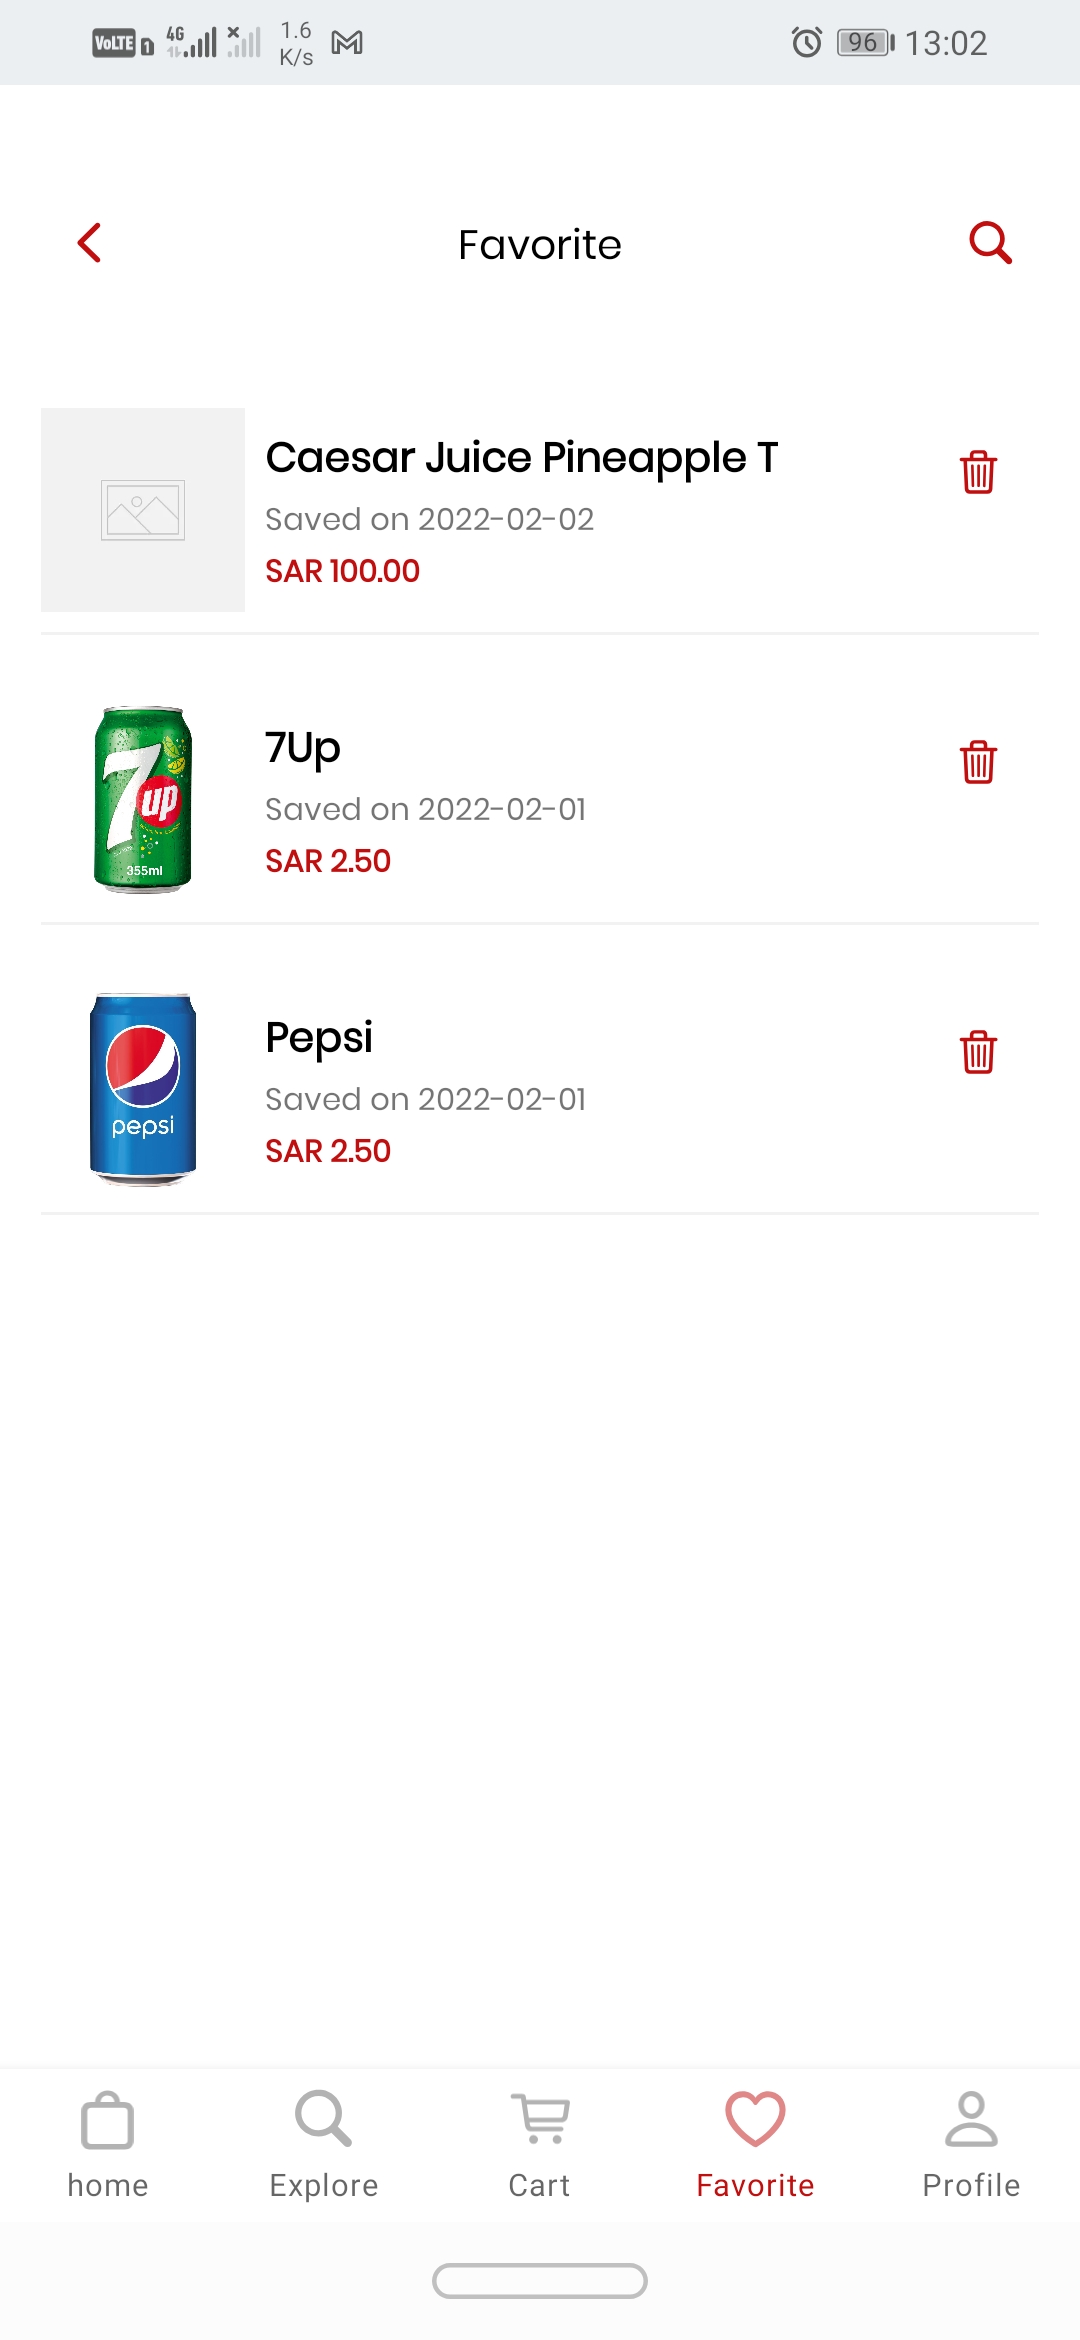 VoLTE 1 4G 1.6 K/s 96 13:02
Favorite
Caesar Juice Pineapple T
Saved on 2022-02-02
SAR 100.00
7up
355ml
7Up
Saved on 2022-02-01
SAR 2.50
pepsi
Pepsi
Saved on 2022-02-01
SAR 2.50
home Explore Cart Favorite Profile